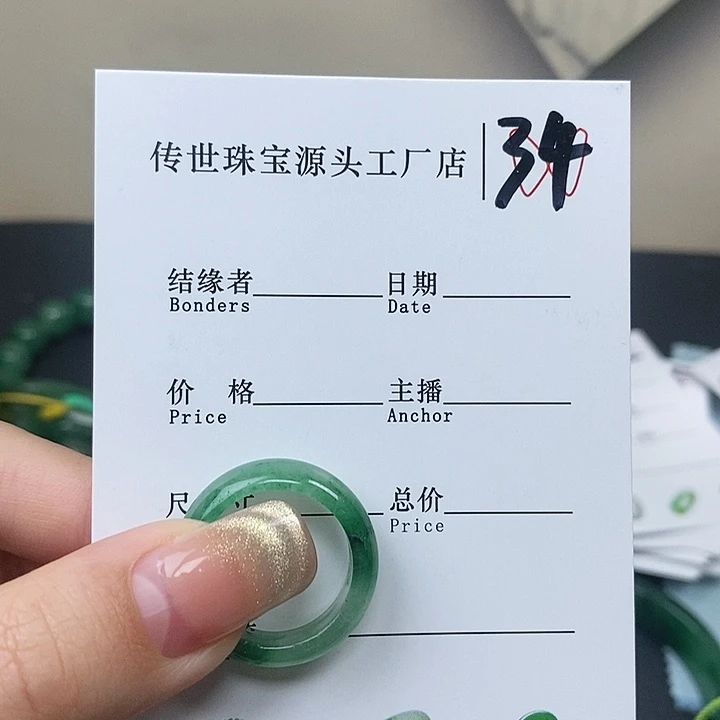 传世珠宝源头工厂店 34
结缘者 日期
Bonders Date
价 格 主播
Price Anchor
尺 总价
Price